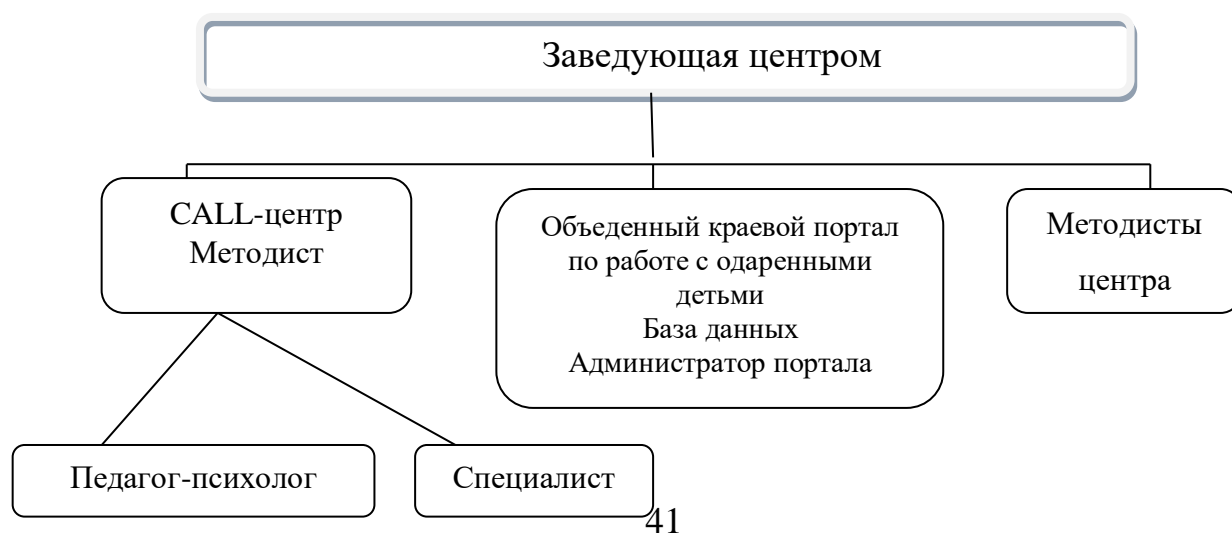 Заведующая центром
CALL-центр
Методист
Объеденный краевой портал
по работе с одаренными
детьми
База данных
Администратор портала
Методисты
центра
Педагог-психолог
Специалист
41